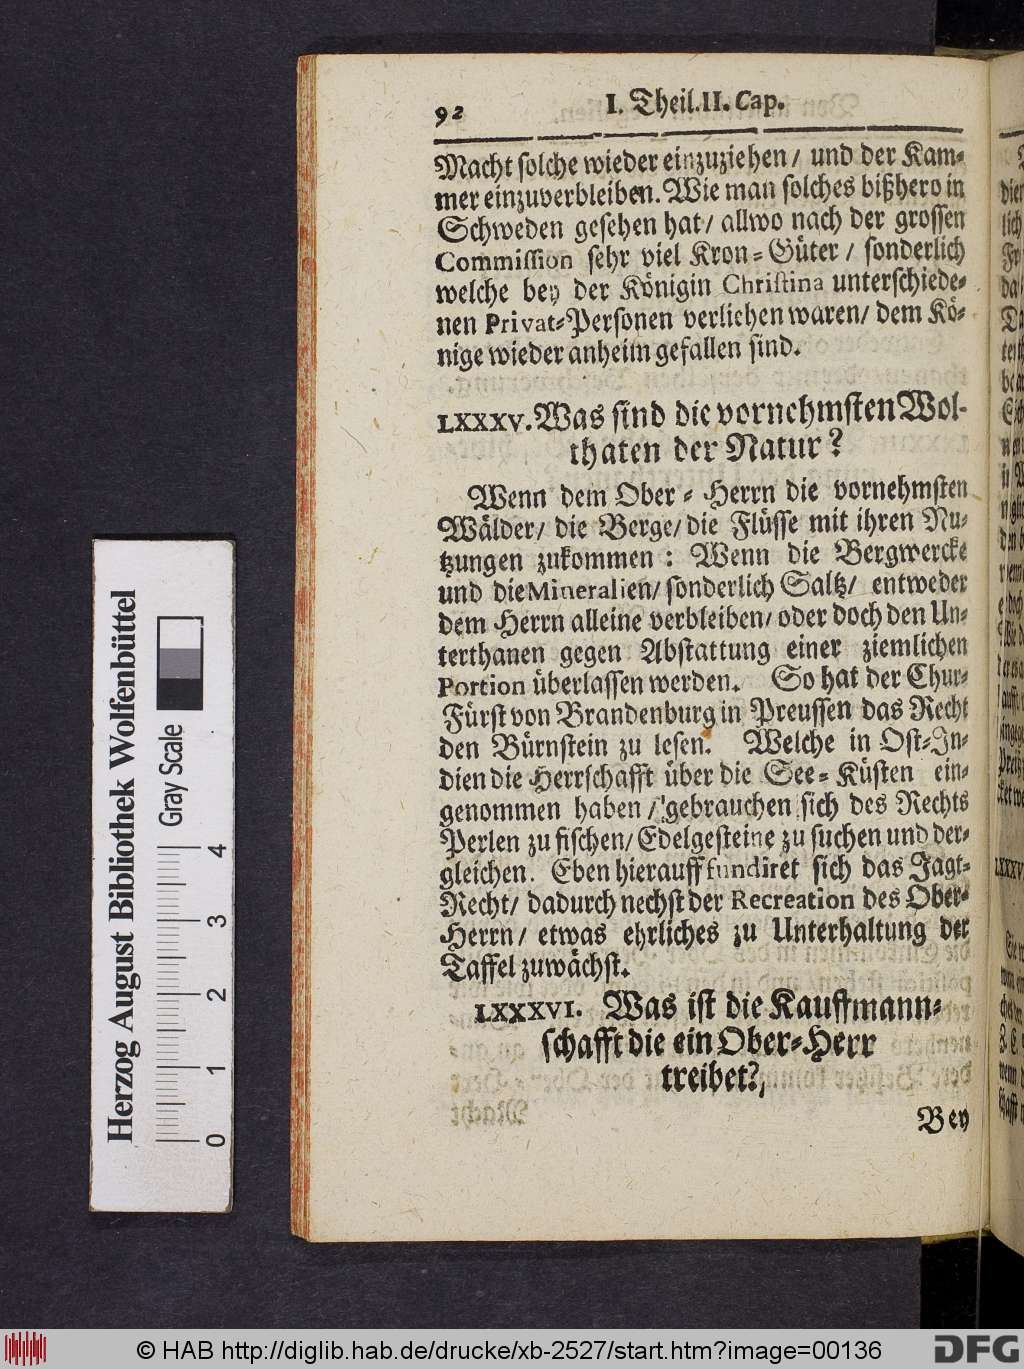 92 I. Theil. II. Cap.
Macht solche wieder einzuziehen/ und der Kam-
mer einzuverbleiben. Wie man solches bißhero in
Schweden gesehen hat/ allwo nach der grossen
Commission sehr viel Kron-Güter/ sonderlich
welche bey der Königin Christina unterschiede-
nen Privat-Personen verliehen waren/ dem Kö-
nige wieder anheim gefallen sind.
LXXXV. Was sind die vornehmsten Wol-
thaten der Natur?
Wenn dem Ober-Herrn die vornehmsten
Wälder/ die Berge/ die Flüsse mit ihren Nu-
tzungen zukommen: Wenn die Bergwercke
und die Mineralien/ sonderlich Saltz/ entweder
dem Herrn alleine verbleiben/ oder doch den Un-
terthanen gegen Abstattung einer ziemlichen
Portion überlassen werden. So hat der Chur-
Fürst von Brandenburg in Preussen das Recht
den Bürnstein zu lesen. Welche in Ost-In-
dien die Herrschafft über die See-Küsten ein-
genommen haben/ gebrauchen sich des Rechts
Perlen zu fischen/ Edelgesteine zu suchen und der-
gleichen. Eben hierauff fundiret sich das Jagt-
Recht/ dadurch nechst der Recreation des Ober-
Herrn/ etwas ehrliches zu Unterhaltung der
Taffel zuwächst.
LXXXVI. Was ist die Kauffmann-
schafft die ein Ober-Herr
treibet?
Bey
Herzog August Bibliothek Wolfenbüttel
Gray Scale
0 1 2 3 4
© HAB http://diglib.hab.de/drucke/xb-2527/start.htm?image=00136
DFG